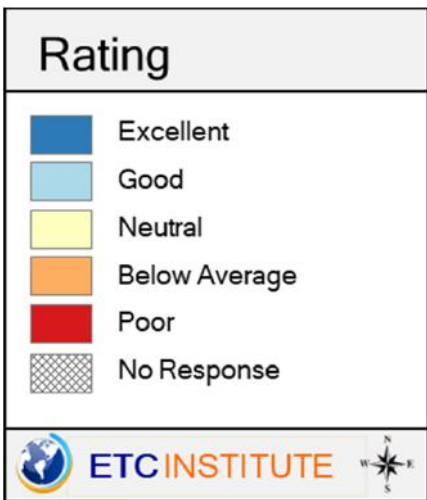 Rating
Excellent
Good
Neutral
Below Average
Poor
No Response
ETC INSTITUTE
N
W E
S